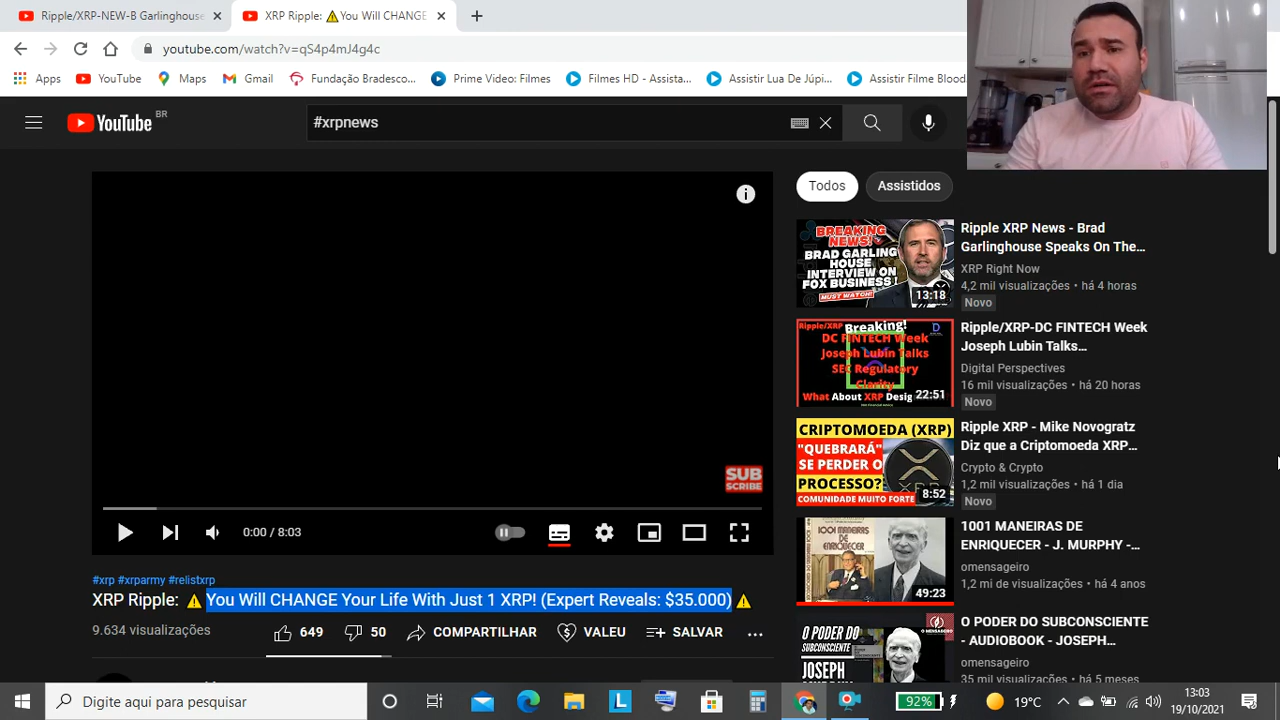 Ripple/XRP-NEW-B Garlinghouse
XRP Ripple: ⚠️You Will CHANGE
youtube.com/watch?v=qS4p4mJ4g4c
Apps
YouTube
Maps
Gmail
Fundação Bradesco...
Prime Video: Filmes
Filmes HD - Assista...
Assistir Lua De Júpi...
Assistir Filme Blood
YouTube BR
#xrpnews
Todos
Assistidos
BREAKING
NEWS!
BRAD GARLING
HOUSE
INTERVIEW ON
FOX BUSINESS !
MUST WATCH!
13:18
Ripple XRP News - Brad
Garlinghouse Speaks On The...
XRP Right Now
4,2 mil visualizações • há 4 horas
Novo
Ripple/XRP
Breaking!
DC FINTECH Week
Joseph Lubin Talks
SEC Regulatory
Clarity
What About XRP Desig
22:51
Ripple/XRP-DC FINTECH Week
Joseph Lubin Talks...
Digital Perspectives
16 mil visualizações • há 20 horas
Novo
CRIPTOMOEDA (XRP)
"QUEBRARÁ"
SE PERDER O
PROCESSO?
COMUNIDADE MUITO FORTE
XRP
8:52
Ripple XRP - Mike Novogratz
Diz que a Criptomoeda XRP...
Crypto & Crypto
1,2 mil visualizações • há 1 dia
Novo
1001 MANEIRAS
DE
ENRIQUECER
49:23
1001 MANEIRAS DE
ENRIQUECER - J. MURPHY -...
omensageiro
1,2 mi de visualizações • há 4 anos
O PODER DO
SUBCONSCIENTE
JOSEPH
O PODER DO SUBCONSCIENTE
- AUDIOBOOK - JOSEPH...
omensageiro
35 mil visualizações • há 5 meses
SUB
SCRIBE
0:00 / 8:03
#xrp #xrparmy #relistxrp
XRP Ripple: ⚠️ You Will CHANGE Your Life With Just 1 XRP! (Expert Reveals: $35.000) ⚠️
9.634 visualizações
649
50
COMPARTILHAR
VALEU
SALVAR
Digite aqui para pesquisar
L
92%
19°C
13:03
19/10/2021